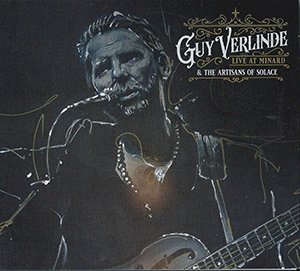 GUY VERLINDE
LIVE AT MINARD
& THE ARTISANS OF SOLACE